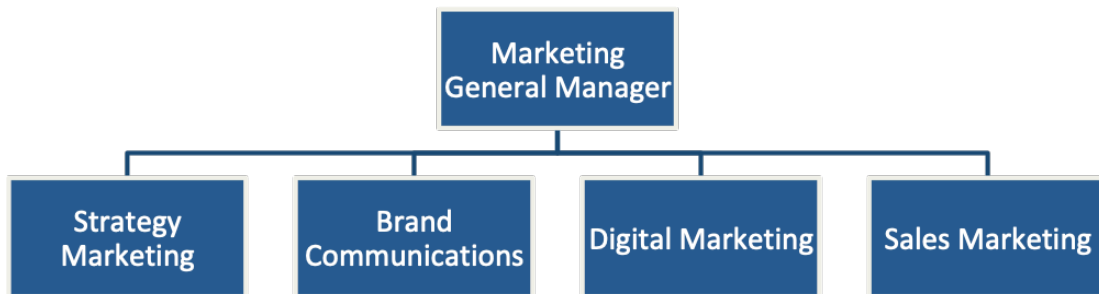 Marketing
General Manager
Strategy
Marketing
Brand
Communications
Digital Marketing
Sales Marketing